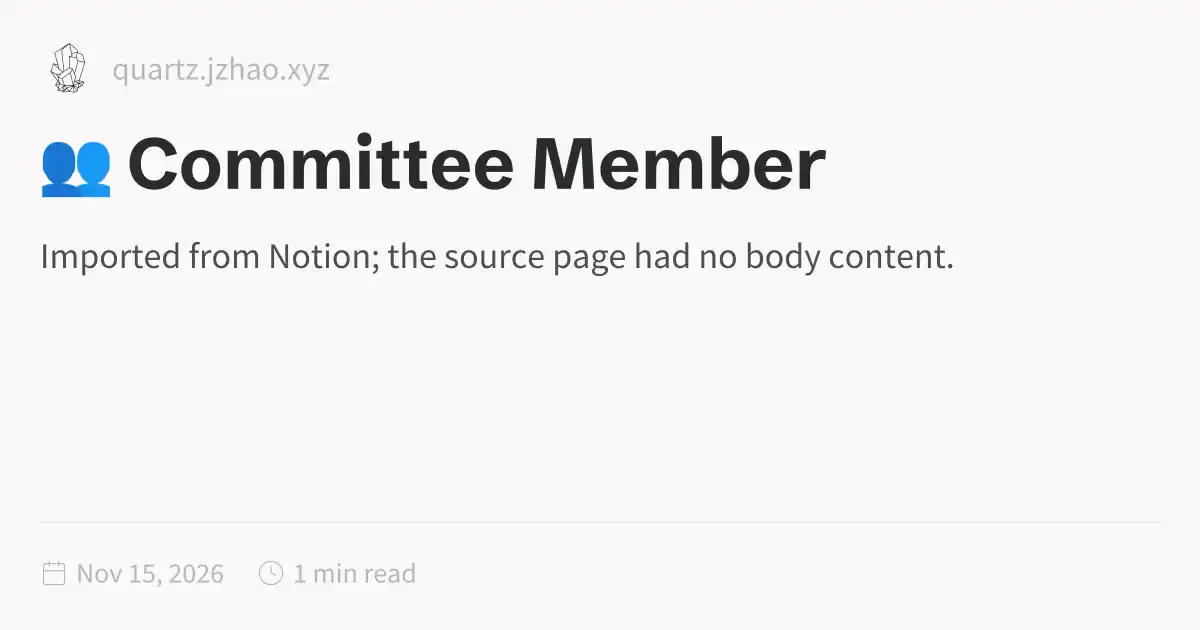 quartz.jzhao.xyz
👥 Committee Member
Imported from Notion; the source page had no body content.
Nov 15, 2026 1 min read